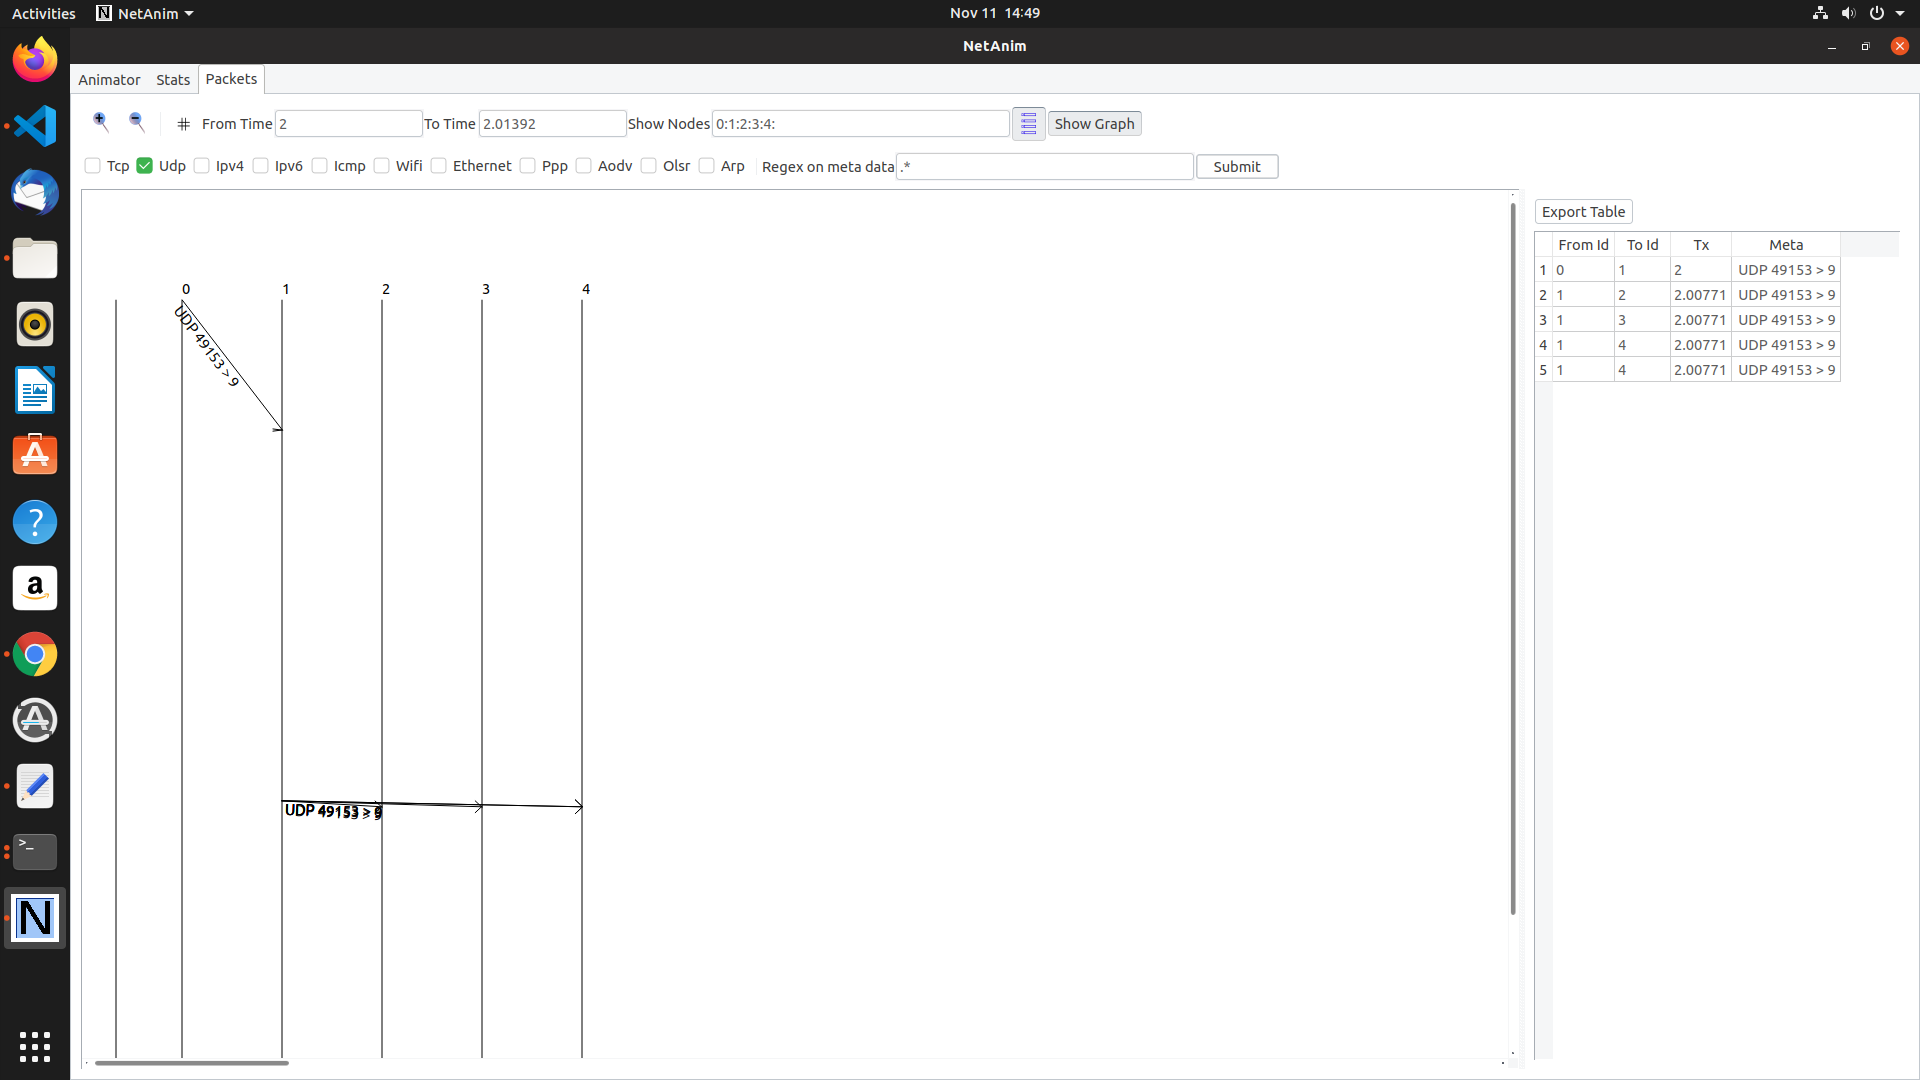 Activities NetAnim Nov 11 14:49
NetAnim
Animator Stats Packets
# From Time 2 To Time 2.01392 Show Nodes 0:1:2:3:4: Show Graph
Tcp Udp Ipv4 Ipv6 Icmp Wifi Ethernet Ppp Aodv Olsr Arp Regex on meta data .* Submit
0 1 2 3 4
UDP 49153 > 9
UDP 49153 > 9
Export Table
From Id To Id Tx Meta
1 0 1 2 UDP 49153 > 9
2 1 2 2.00771 UDP 49153 > 9
3 1 3 2.00771 UDP 49153 > 9
4 1 4 2.00771 UDP 49153 > 9
5 1 4 2.00771 UDP 49153 > 9